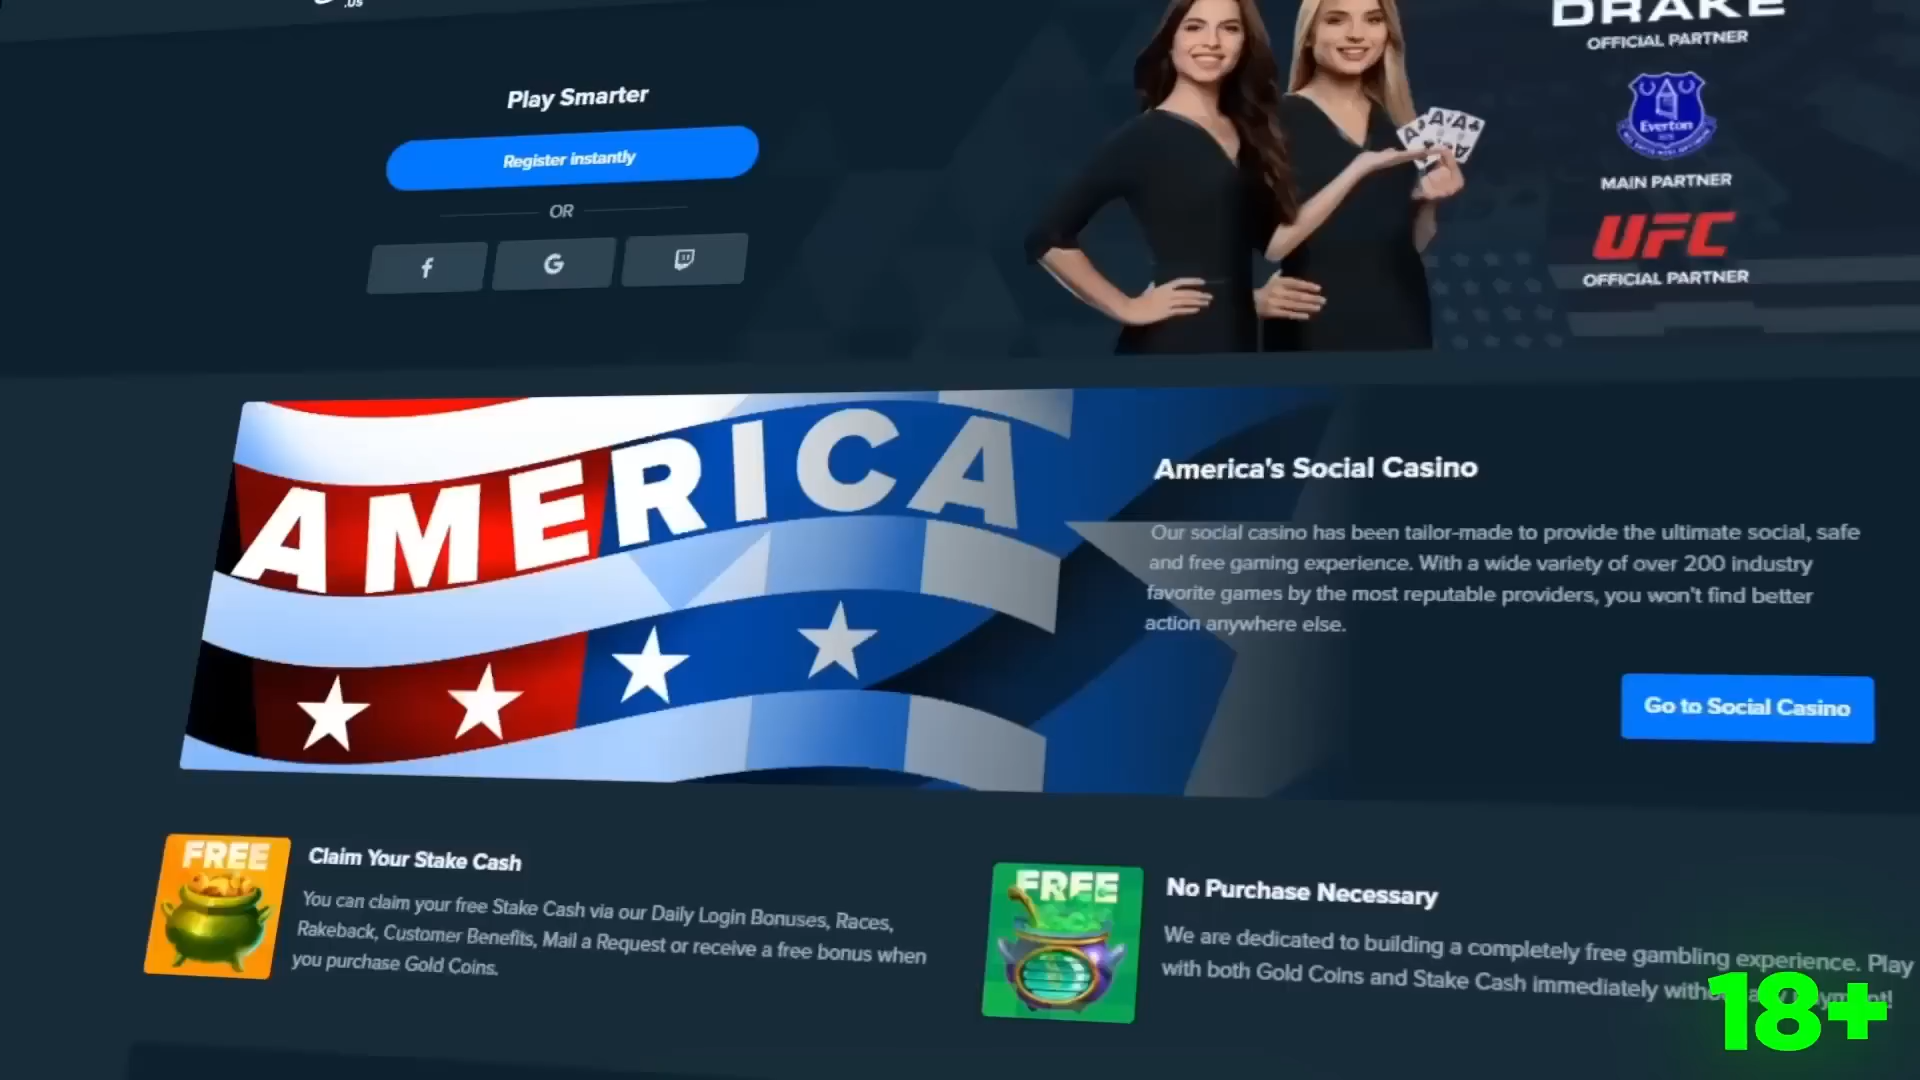 .us
DRAKE
OFFICIAL PARTNER
Play Smarter
Everton
Register instantly
MAIN PARTNER
OR
UFC
OFFICIAL PARTNER
AMERICA
America's Social Casino
Our social casino has been tailor-made to provide the ultimate social, safe
and free gaming experience. With a wide variety of over 200 industry
favorite games by the most reputable providers, you won't find better
action anywhere else.
Go to Social Casino
FREE
Claim Your Stake Cash
You can claim your free Stake Cash via our Daily Login Bonuses, Races,
Rakeback, Customer Benefits, Mail a Request or receive a free bonus when
you purchase Gold Coins.
FREE
No Purchase Necessary
We are dedicated to building a completely free gambling experience. Play
with both Gold Coins and Stake Cash immediately
18+